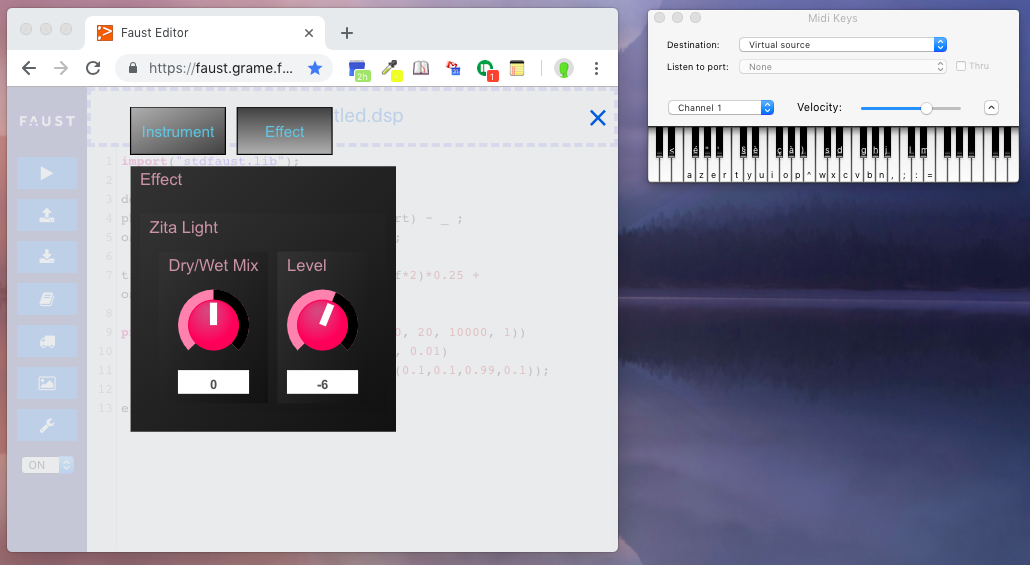 Faust Editor
https://faust.grame.f...
2h
31
1
FAUST
tled.dsp
Instrument
Effect
1 import("stdfaust.lib");
2
Effect
3 d
4 p rt) - _ ;
5 o ;
Zita Light
6
Dry/Wet Mix
Level
7 t f*2)*0.25 +
o
8
9 p 0, 20, 10000, 1))
10 , 0.01)
11 (0.1,0.1,0.99,0.1));
12
0
-6
13 e
ON
Midi Keys
Destination:
Virtual source
Listen to port:
None
Thru
Channel 1
Velocity:
< é " ' § è ç à ) s d g h j l m
a z e r t y u i o p ^ w x c v b n , ; : =